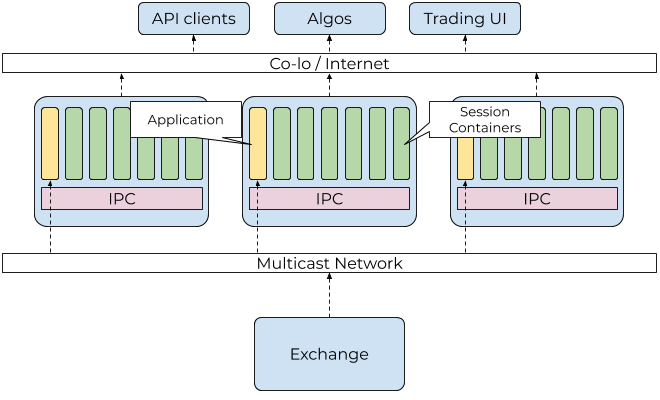 API clients
Algos
Trading UI
Co-lo / Internet
Application
Session
Containers
IPC
IPC
IPC
Multicast Network
Exchange